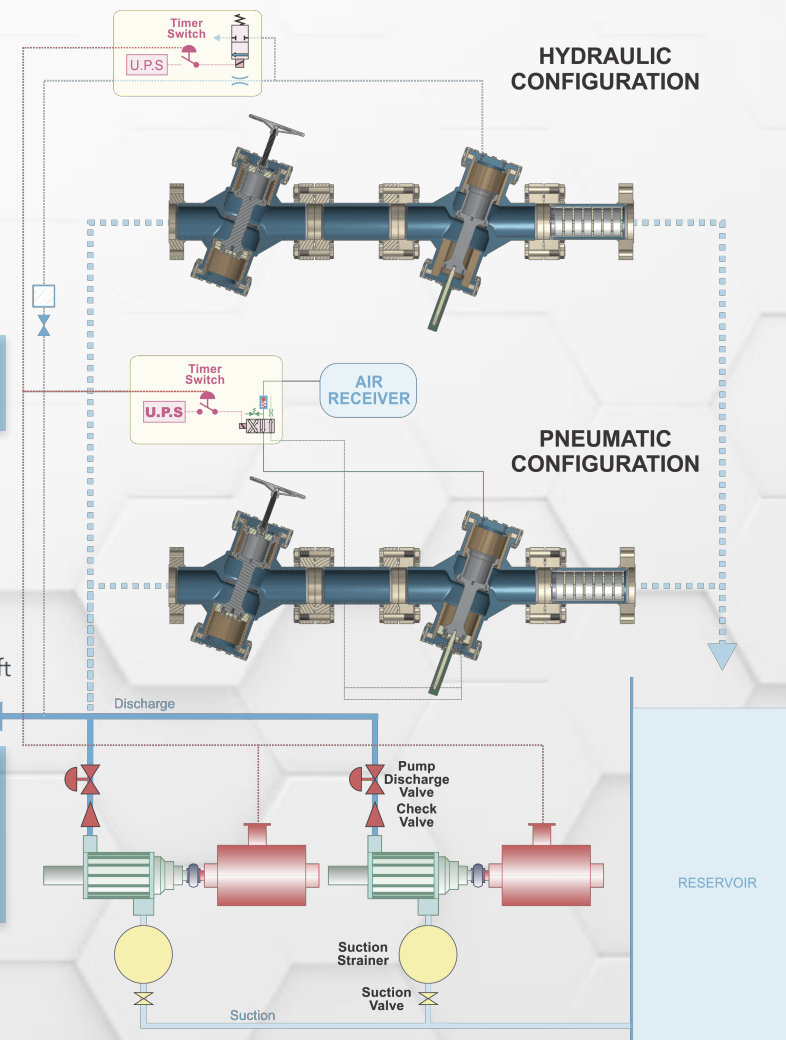 Timer
Switch
U.P.S
HYDRAULIC
CONFIGURATION
Timer
Switch
U.P.S
AIR
RECEIVER
PNEUMATIC
CONFIGURATION
ft
Discharge
Pump
Discharge
Valve
Check
Valve
RESERVOIR
Suction
Strainer
Suction
Valve
Suction